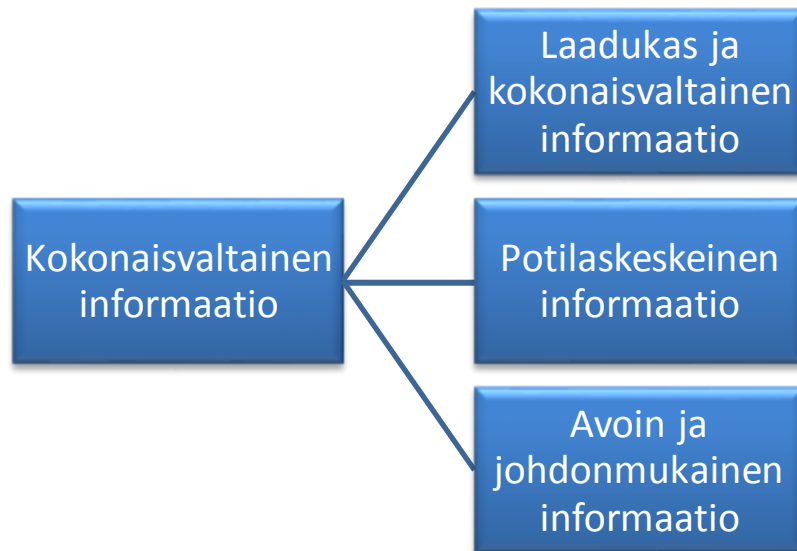 Kokonaisvaltainen
informaatio
Laadukas ja
kokonaisvaltainen
informaatio
Potilaskeskeinen
informaatio
Avoin ja
johdonmukainen
informaatio